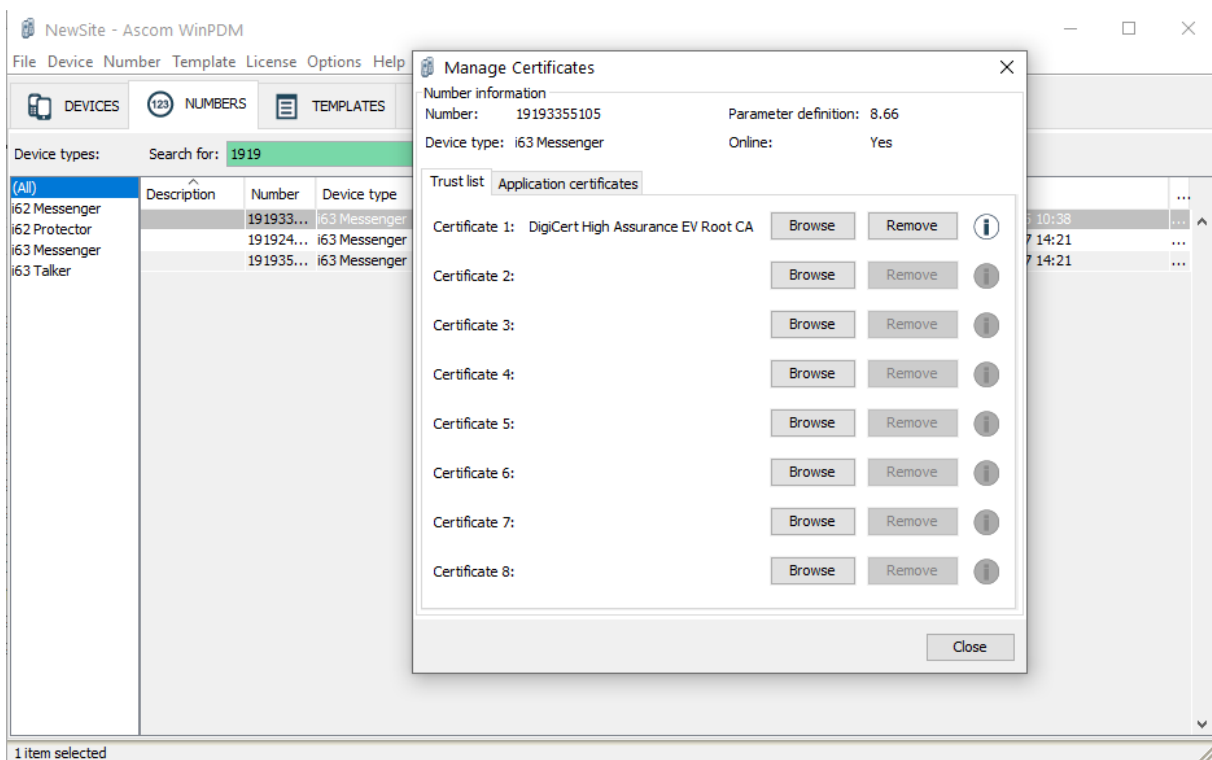 NewSite - Ascom WinPDM
File Device Number Template License Options Help
DEVICES
123 NUMBERS
TEMPLATES
Device types:
Search for: 1919
(All)
i62 Messenger
i62 Protector
i63 Messenger
i63 Talker
Description Number Device type ...
191933... i63 Messenger 10:38 ...
191924... i63 Messenger 7 14:21 ...
191935... i63 Messenger 7 14:21 ...
Manage Certificates
Number information
Number: 19193355105 Parameter definition: 8.66
Device type: i63 Messenger Online: Yes
Trust list Application certificates
Certificate 1: DigiCert High Assurance EV Root CA Browse Remove i
Certificate 2: Browse Remove i
Certificate 3: Browse Remove i
Certificate 4: Browse Remove i
Certificate 5: Browse Remove i
Certificate 6: Browse Remove i
Certificate 7: Browse Remove i
Certificate 8: Browse Remove i
Close
1 item selected